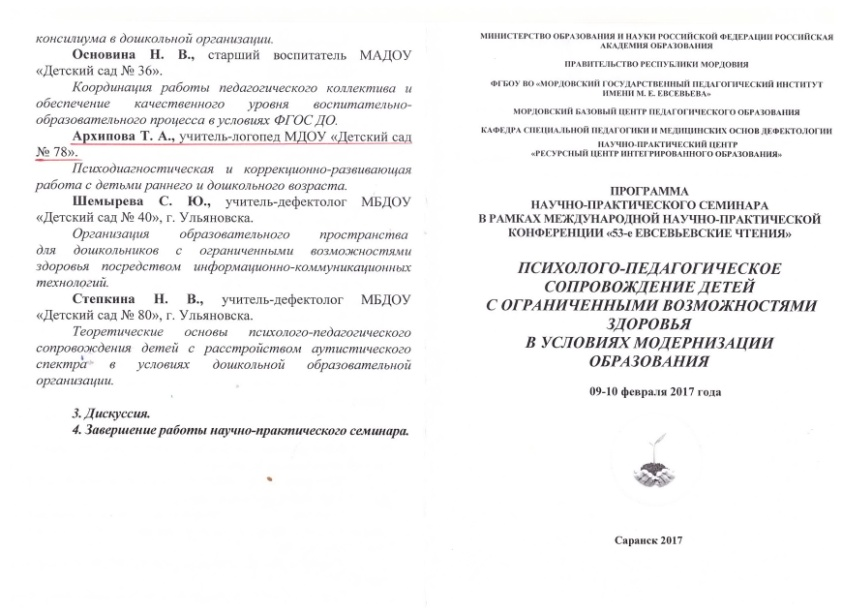 консилиума в дошкольной организации.
Основина Н. В., старший воспитатель МАДОУ
«Детский сад № 36».
Координация работы педагогического коллектива и
обеспечение качественного уровня воспитательно-
образовательного процесса в условиях ФГОС ДО.
Архипова Т. А., учитель-логопед МДОУ «Детский сад
№ 78».
Психодиагностическая и коррекционно-развивающая
работа с детьми раннего и дошкольного возраста.
Шемырева С. Ю., учитель-дефектолог МБДОУ
«Детский сад № 40», г. Ульяновска.
Организация образовательного пространства
для дошкольников с ограниченными возможностями
здоровья посредством информационно-коммуникационных
технологий.
Степкина Н. В., учитель-дефектолог МБДОУ
«Детский сад № 80», г. Ульяновска.
Теоретические основы психолого-педагогического
сопровождения детей с расстройством аутистического
спектра в условиях дошкольной образовательной
организации.
3. Дискуссия.
4. Завершение работы научно-практического семинара.
МИНИСТЕРСТВО ОБРАЗОВАНИЯ И НАУКИ РОССИЙСКОЙ ФЕДЕРАЦИИ РОССИЙСКАЯ
АКАДЕМИЯ ОБРАЗОВАНИЯ
ПРАВИТЕЛЬСТВО РЕСПУБЛИКИ МОРДОВИЯ
ФГБОУ ВО «МОРДОВСКИЙ ГОСУДАРСТВЕННЫЙ ПЕДАГОГИЧЕСКИЙ ИНСТИТУТ
ИМЕНИ М. Е. ЕВСЕВЬЕВА»
МОРДОВСКИЙ БАЗОВЫЙ ЦЕНТР ПЕДАГОГИЧЕСКОГО ОБРАЗОВАНИЯ
КАФЕДРА СПЕЦИАЛЬНОЙ ПЕДАГОГИКИ И МЕДИЦИНСКИХ ОСНОВ ДЕФЕКТОЛОГИИ
НАУЧНО-ПРАКТИЧЕСКИЙ ЦЕНТР
«РЕСУРСНЫЙ ЦЕНТР ИНТЕГРИРОВАННОГО ОБРАЗОВАНИЯ»
ПРОГРАММА
НАУЧНО-ПРАКТИЧЕСКОГО СЕМИНАРА
В РАМКАХ МЕЖДУНАРОДНОЙ НАУЧНО-ПРАКТИЧЕСКОЙ
КОНФЕРЕНЦИИ «53-е ЕВСЕВЬЕВСКИЕ ЧТЕНИЯ»
ПСИХОЛОГО-ПЕДАГОГИЧЕСКОЕ
СОПРОВОЖДЕНИЕ ДЕТЕЙ
С ОГРАНИЧЕННЫМИ ВОЗМОЖНОСТЯМИ
ЗДОРОВЬЯ
В УСЛОВИЯХ МОДЕРНИЗАЦИИ
ОБРАЗОВАНИЯ
09-10 февраля 2017 года
Саранск 2017